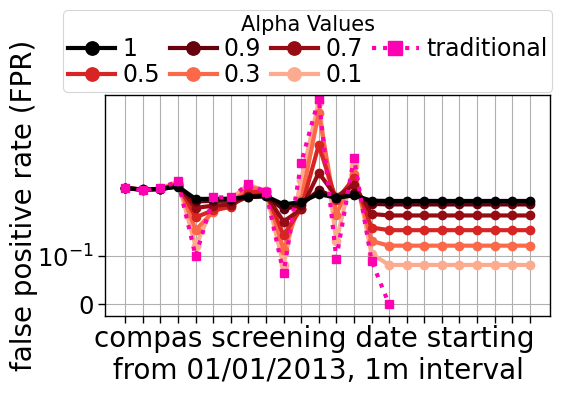 Alpha Values
1 0.9 0.7 traditional
0.5 0.3 0.1
false positive rate (FPR)
10⁻¹
0
compas screening date starting
from 01/01/2013, 1m interval